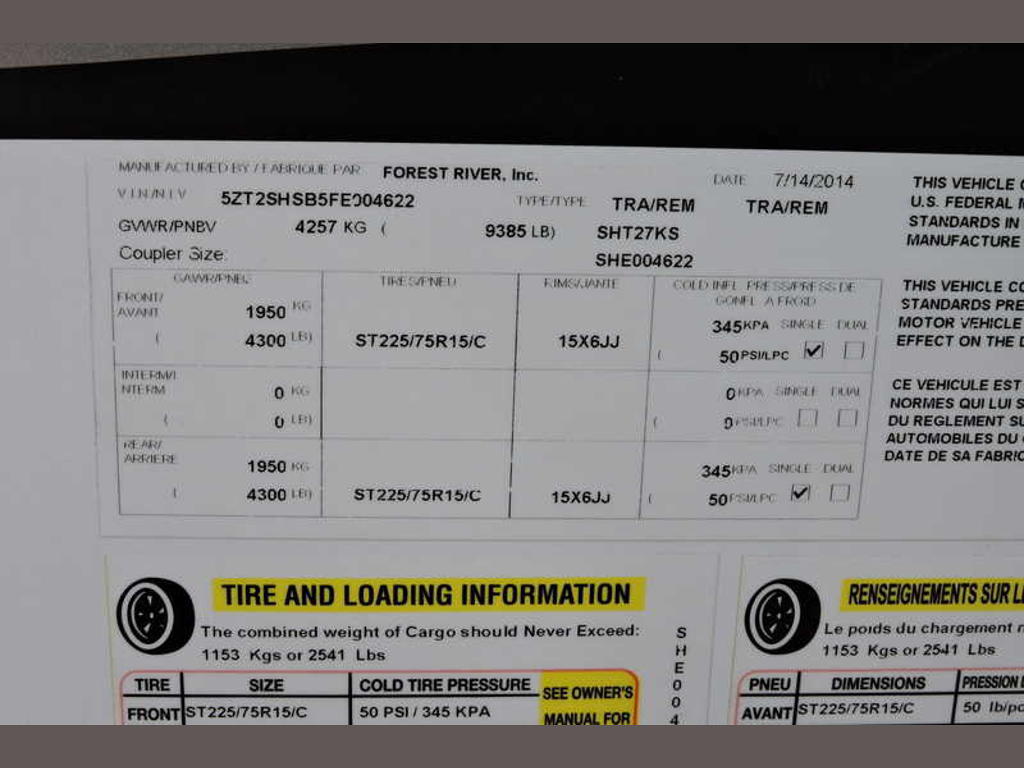 MANUFACTURED BY / FABRIQUE PAR FOREST RIVER, Inc. DATE 7/14/2014
V.I.N./N.I.V 5ZT2SHSB5FE004622 TYPE/TYPE TRA/REM TRA/REM
GVWR/PNBV 4257 KG ( 9385 LB) SHT27KS
Coupler Size: SHE004622
GAWR/PNBE TIRES/PNEU RIMS/JANTE COLD INFL. PRESS/PRESS DE
GONFL. A FROID
FRONT/
AVANT 1950 KG 345 KPA SINGLE DUAL
( 4300 LB) ST225/75R15/C 15X6JJ ( 50 PSI/LPC
INTERM/I
NTERM 0 KG 0 KPA SINGLE DUAL
( 0 LB) ( 0 PSI/LPC
REAR/
ARRIERE 1950 KG 345 KPA SINGLE DUAL
( 4300 LB) ST225/75R15/C 15X6JJ ( 50 PSI/LPC
THIS VEHICLE
U.S. FEDERAL
STANDARDS IN
MANUFACTURE
THIS VEHICLE
STANDARDS
MOTOR VEHICLE
EFFECT ON THE
CE VEHICULE EST
NORMES QUI LUI
DU REGLEMENT
AUTOMOBILES DU
DATE DE SA
TIRE AND LOADING INFORMATION
The combined weight of Cargo should Never Exceed:
1153 Kgs or 2541 Lbs
TIRE SIZE COLD TIRE PRESSURE SEE OWNER'S
FRONT ST225/75R15/C 50 PSI / 345 KPA MANUAL FOR
SHE004
RENSEIGNEMENTS SUR
Le poids du chargement
1153 Kgs or 2541 Lbs
PNEU DIMENSIONS PRESSION
AVANT ST225/75R15/C 50